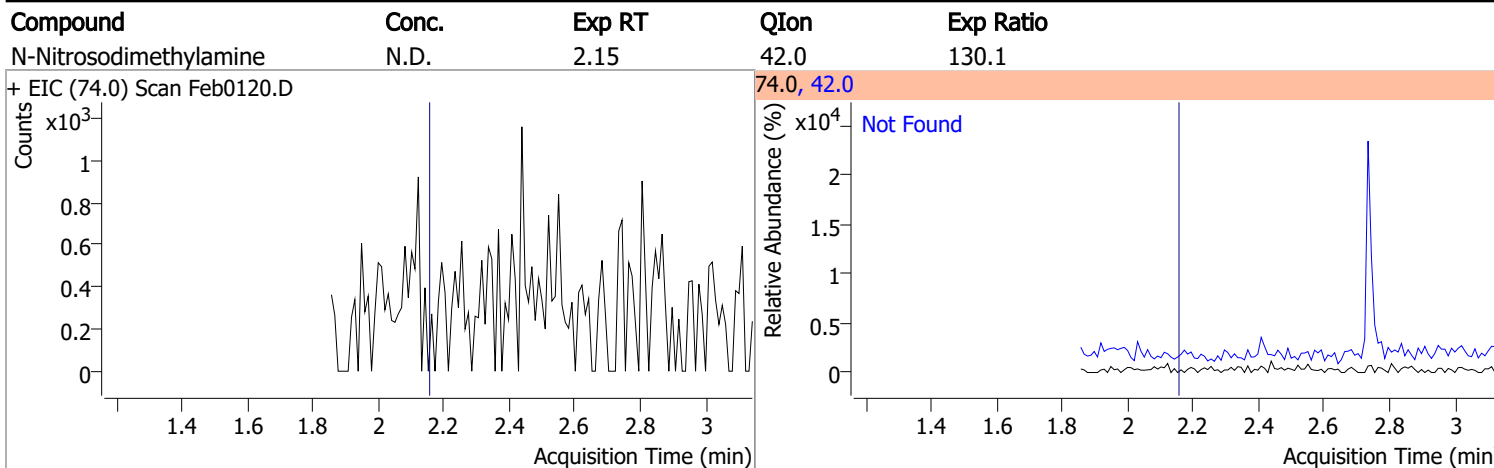 Compound Conc. Exp RT QIon Exp Ratio
N-Nitrosodimethylamine N.D. 2.15 42.0 130.1
+ EIC (74.0) Scan Feb0120.D
Counts
x10³
1
0.8
0.6
0.4
0.2
0
1.4 1.6 1.8 2 2.2 2.4 2.6 2.8 3
Acquisition Time (min)
74.0, 42.0
Relative Abundance (%)
x10⁴
Not Found
2
1.5
1
0.5
0
1.4 1.6 1.8 2 2.2 2.4 2.6 2.8 3
Acquisition Time (min